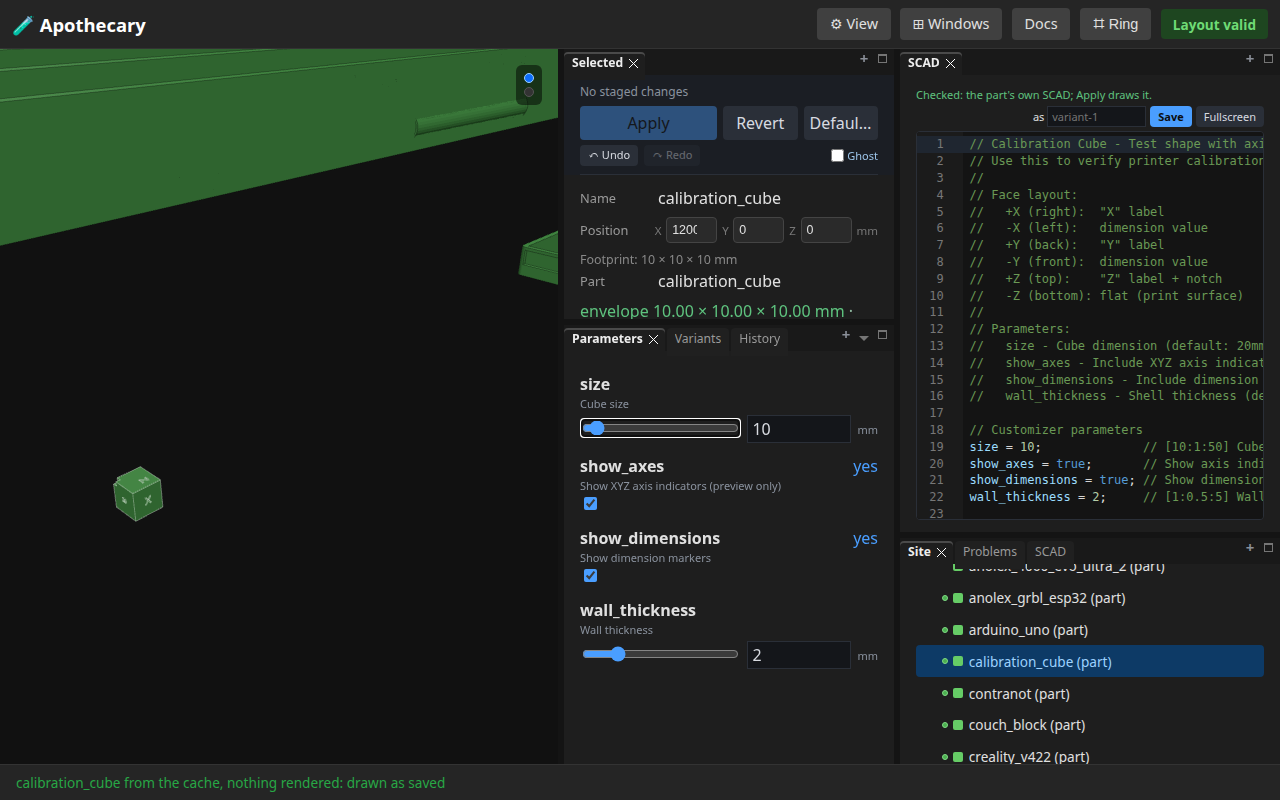 🧪 Apothecary
⚙ View
⊞ Windows
Docs
⌗ Ring
Layout valid
Selected
No staged changes
Apply
Revert
Defaul...
↶ Undo
↷ Redo
Ghost
Name calibration_cube
Position X 1200 Y 0 Z 0 mm
Footprint: 10 × 10 × 10 mm
Part calibration_cube
envelope 10.00 × 10.00 × 10.00 mm ·
Parameters
Variants
History
size
Cube size
10 mm
show_axes yes
Show XYZ axis indicators (preview only)
show_dimensions yes
Show dimension markers
wall_thickness
Wall thickness
2 mm
SCAD
Checked: the part's own SCAD; Apply draws it.
as variant-1 Save Fullscreen
1 // Calibration Cube - Test shape with axi
2 // Use this to verify printer calibration
3 //
4 // Face layout:
5 //   +X (right):  "X" label
6 //   -X (left):   dimension value
7 //   +Y (back):   "Y" label
8 //   -Y (front):  dimension value
9 //   +Z (top):    "Z" label + notch
10 //   -Z (bottom): flat (print surface)
11 //
12 // Parameters:
13 //   size - Cube dimension (default: 20mm
14 //   show_axes - Include XYZ axis indicat
15 //   show_dimensions - Include dimension
16 //   wall_thickness - Shell thickness (de
17
18 // Customizer parameters
19 size = 10;             // [10:1:50] Cube
20 show_axes = true;       // Show axis indi
21 show_dimensions = true; // Show dimension
22 wall_thickness = 2;     // [1:0.5:5] Wall
23
Site
Problems
SCAD
anolex_grbl_esp32 (part)
arduino_uno (part)
calibration_cube (part)
contranot (part)
couch_block (part)
creality_v422 (part)
X
calibration_cube from the cache, nothing rendered: drawn as saved